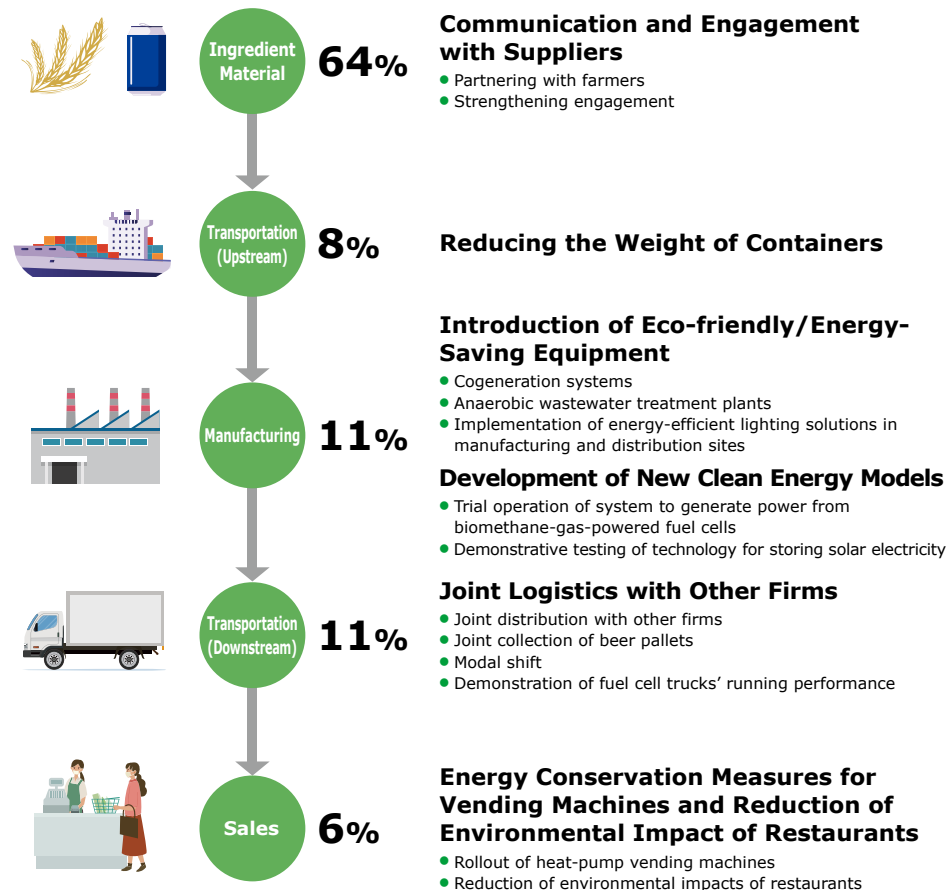 Ingredient
Material
64%
Communication and Engagement
with Suppliers
● Partnering with farmers
● Strengthening engagement
Transportation
(Upstream)
8%
Reducing the Weight of Containers
Manufacturing
11%
Introduction of Eco-friendly/Energy-
Saving Equipment
● Cogeneration systems
● Anaerobic wastewater treatment plants
● Implementation of energy-efficient lighting solutions in
manufacturing and distribution sites
Development of New Clean Energy Models
● Trial operation of system to generate power from
biomethane-gas-powered fuel cells
● Demonstrative testing of technology for storing solar electricity
Transportation
(Downstream)
11%
Joint Logistics with Other Firms
● Joint distribution with other firms
● Joint collection of beer pallets
● Modal shift
● Demonstration of fuel cell trucks’ running performance
Sales
6%
Energy Conservation Measures for
Vending Machines and Reduction of
Environmental Impact of Restaurants
● Rollout of heat-pump vending machines
● Reduction of environmental impacts of restaurants